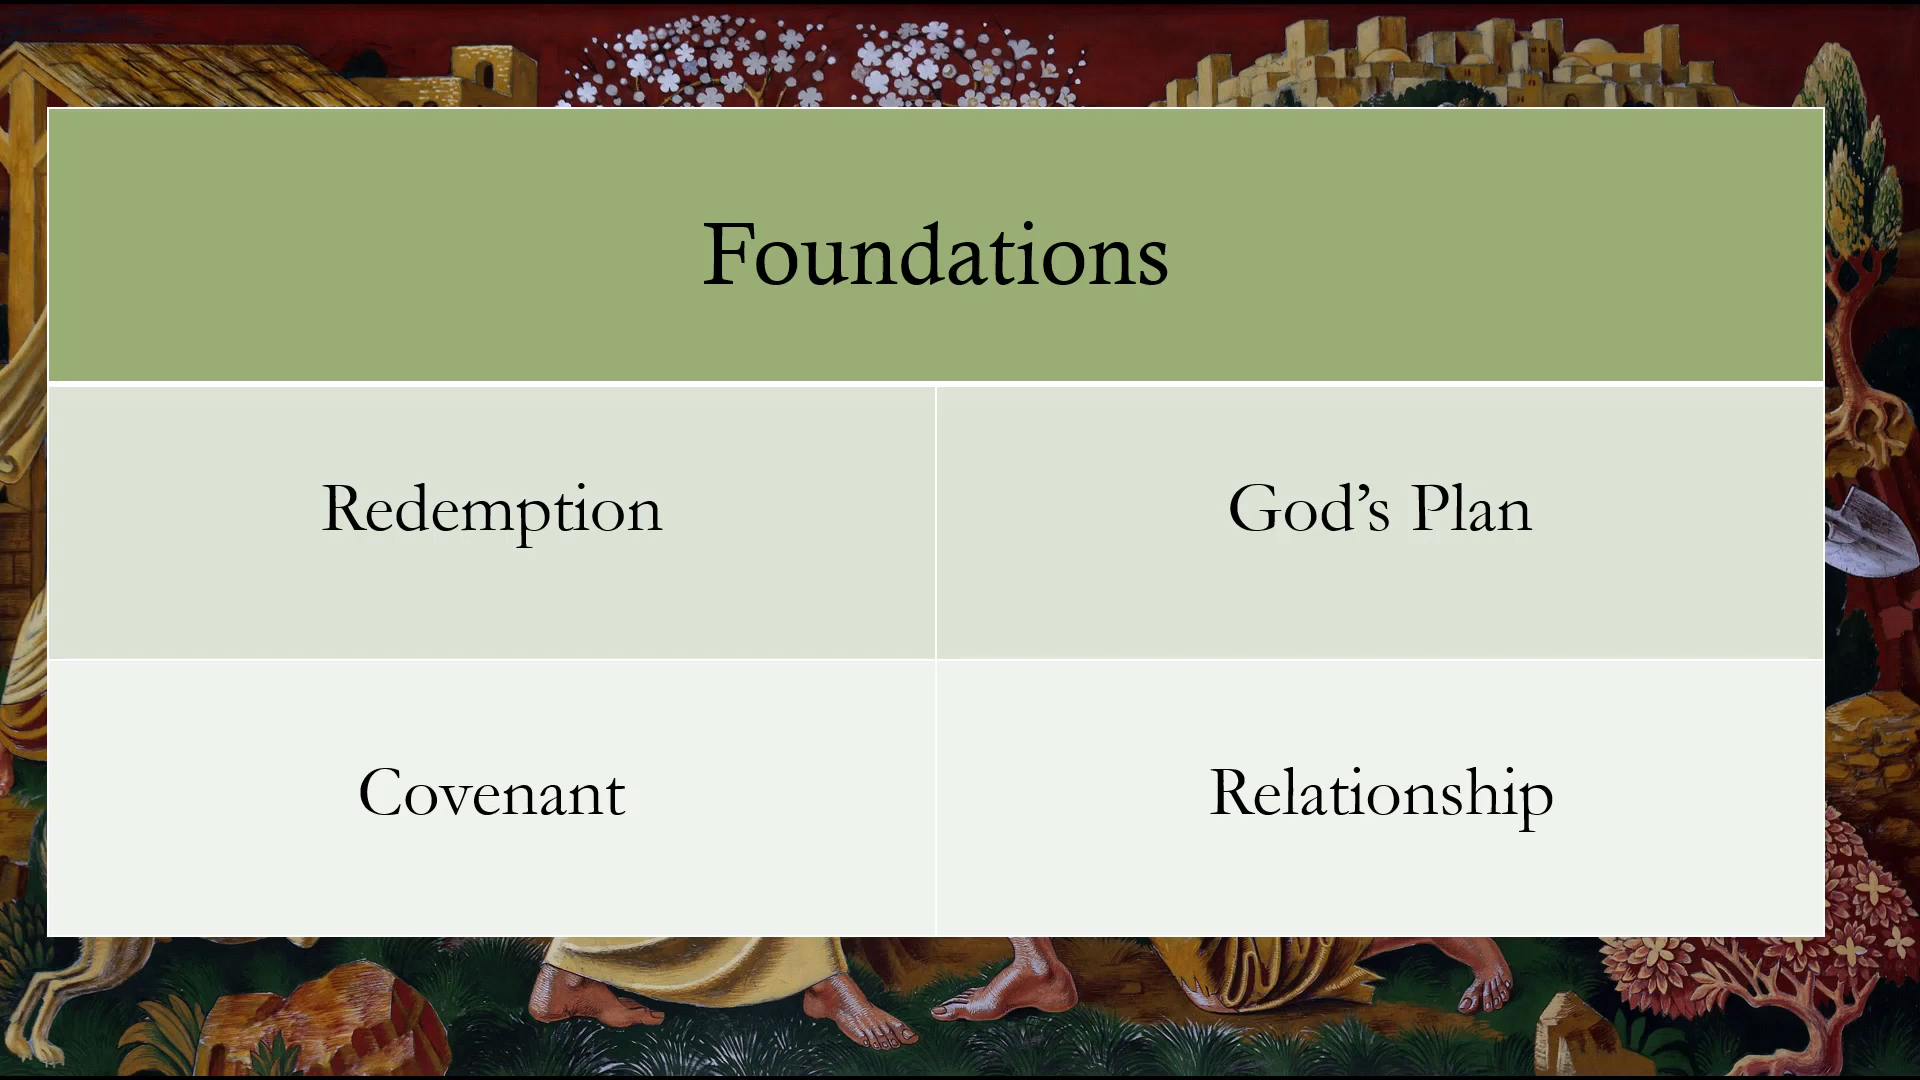 Foundations
Redemption
God’s Plan
Covenant
Relationship